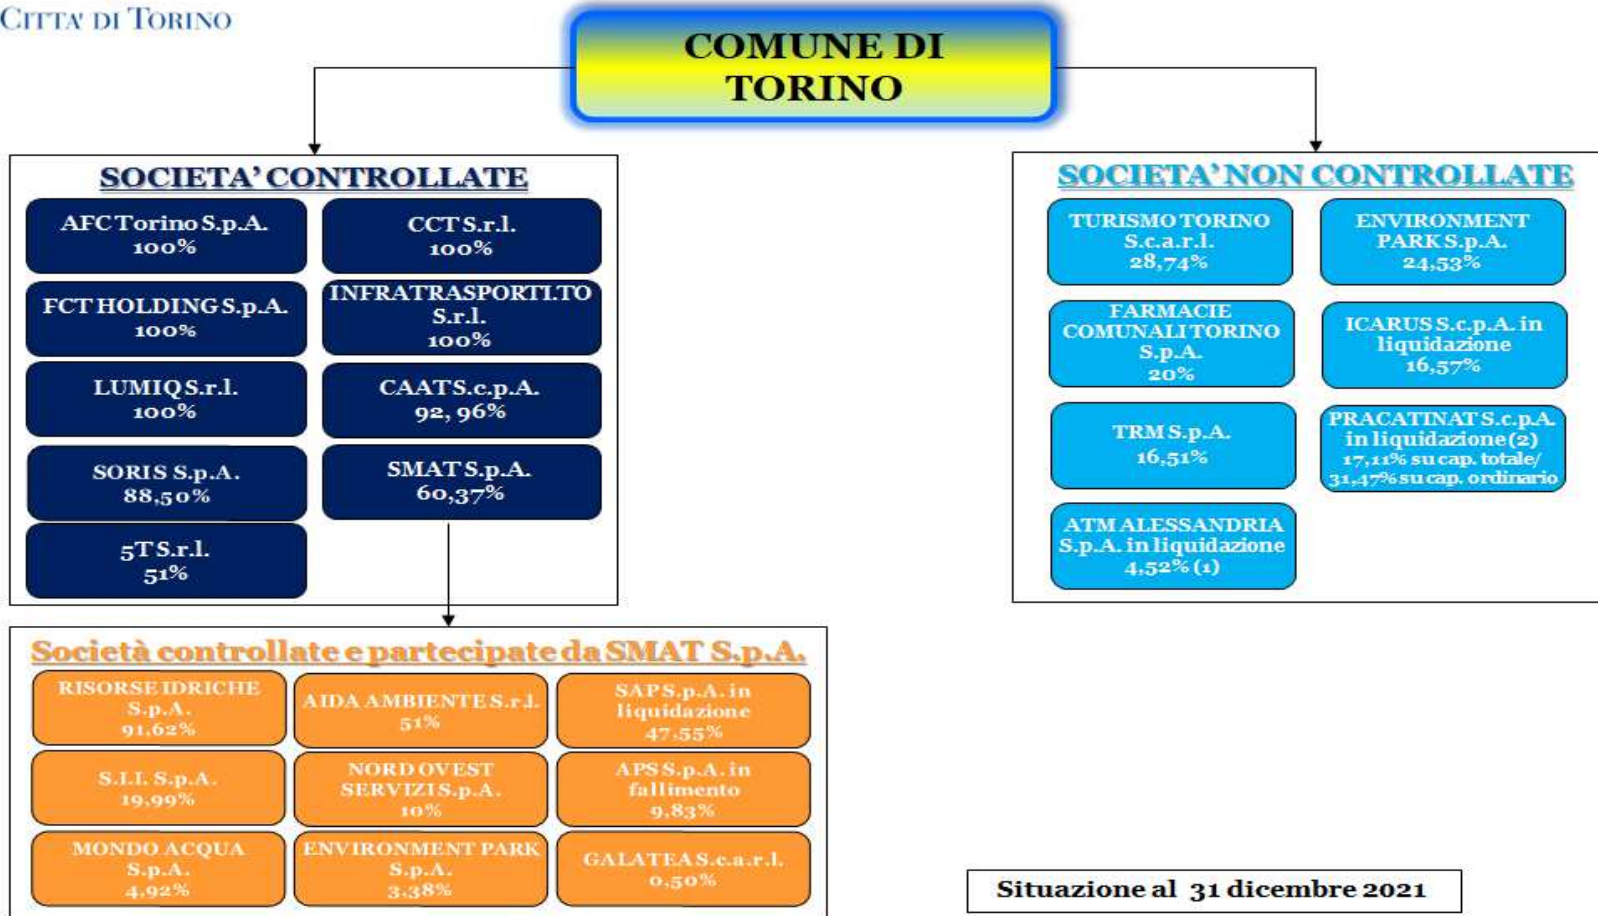 CITTA' DI TORINO
COMUNE DI
TORINO
SOCIETA' CONTROLLATE
AFC Torino S.p.A.
100%
CCT S.r.l.
100%
FCT HOLDING S.p.A.
100%
INFRATRASPORTI.TO
S.r.l.
100%
LUMIQ S.r.l.
100%
CAAT S.c.p.A.
92, 96%
SORIS S.p.A.
88,50%
SMAT S.p.A.
60,37%
5T S.r.l.
51%
SOCIETA' NON CONTROLLATE
TURISMO TORINO
S.c.a.r.l.
28,74%
ENVIRONMENT
PARK S.p.A.
24,53%
FARMACIE
COMUNALI TORINO
S.p.A.
20%
ICARUS S.c.p.A. in
liquidazione
16,57%
TRM S.p.A.
16,51%
PRACATINAT S.c.p.A.
in liquidazione (2)
17,11% su cap. totale/
31,47% su cap. ordinario
ATM ALESSANDRIA
S.p.A. in liquidazione
4,52% (1)
Società controllate e partecipate da SMAT S.p.A.
RISORSE IDRICHE
S.p.A.
91,62%
AIDA AMBIENTE S.r.l.
51%
SAP S.p.A. in
liquidazione
47,55%
S.I.I. S.p.A.
19,99%
NORD OVEST
SERVIZI S.p.A.
10%
APS S.p.A. in
fallimento
9,83%
MONDO ACQUA
S.p.A.
4,92%
ENVIRONMENT PARK
S.p.A.
3,38%
GALATEA S.c.a.r.l.
0,50%
Situazione al 31 dicembre 2021